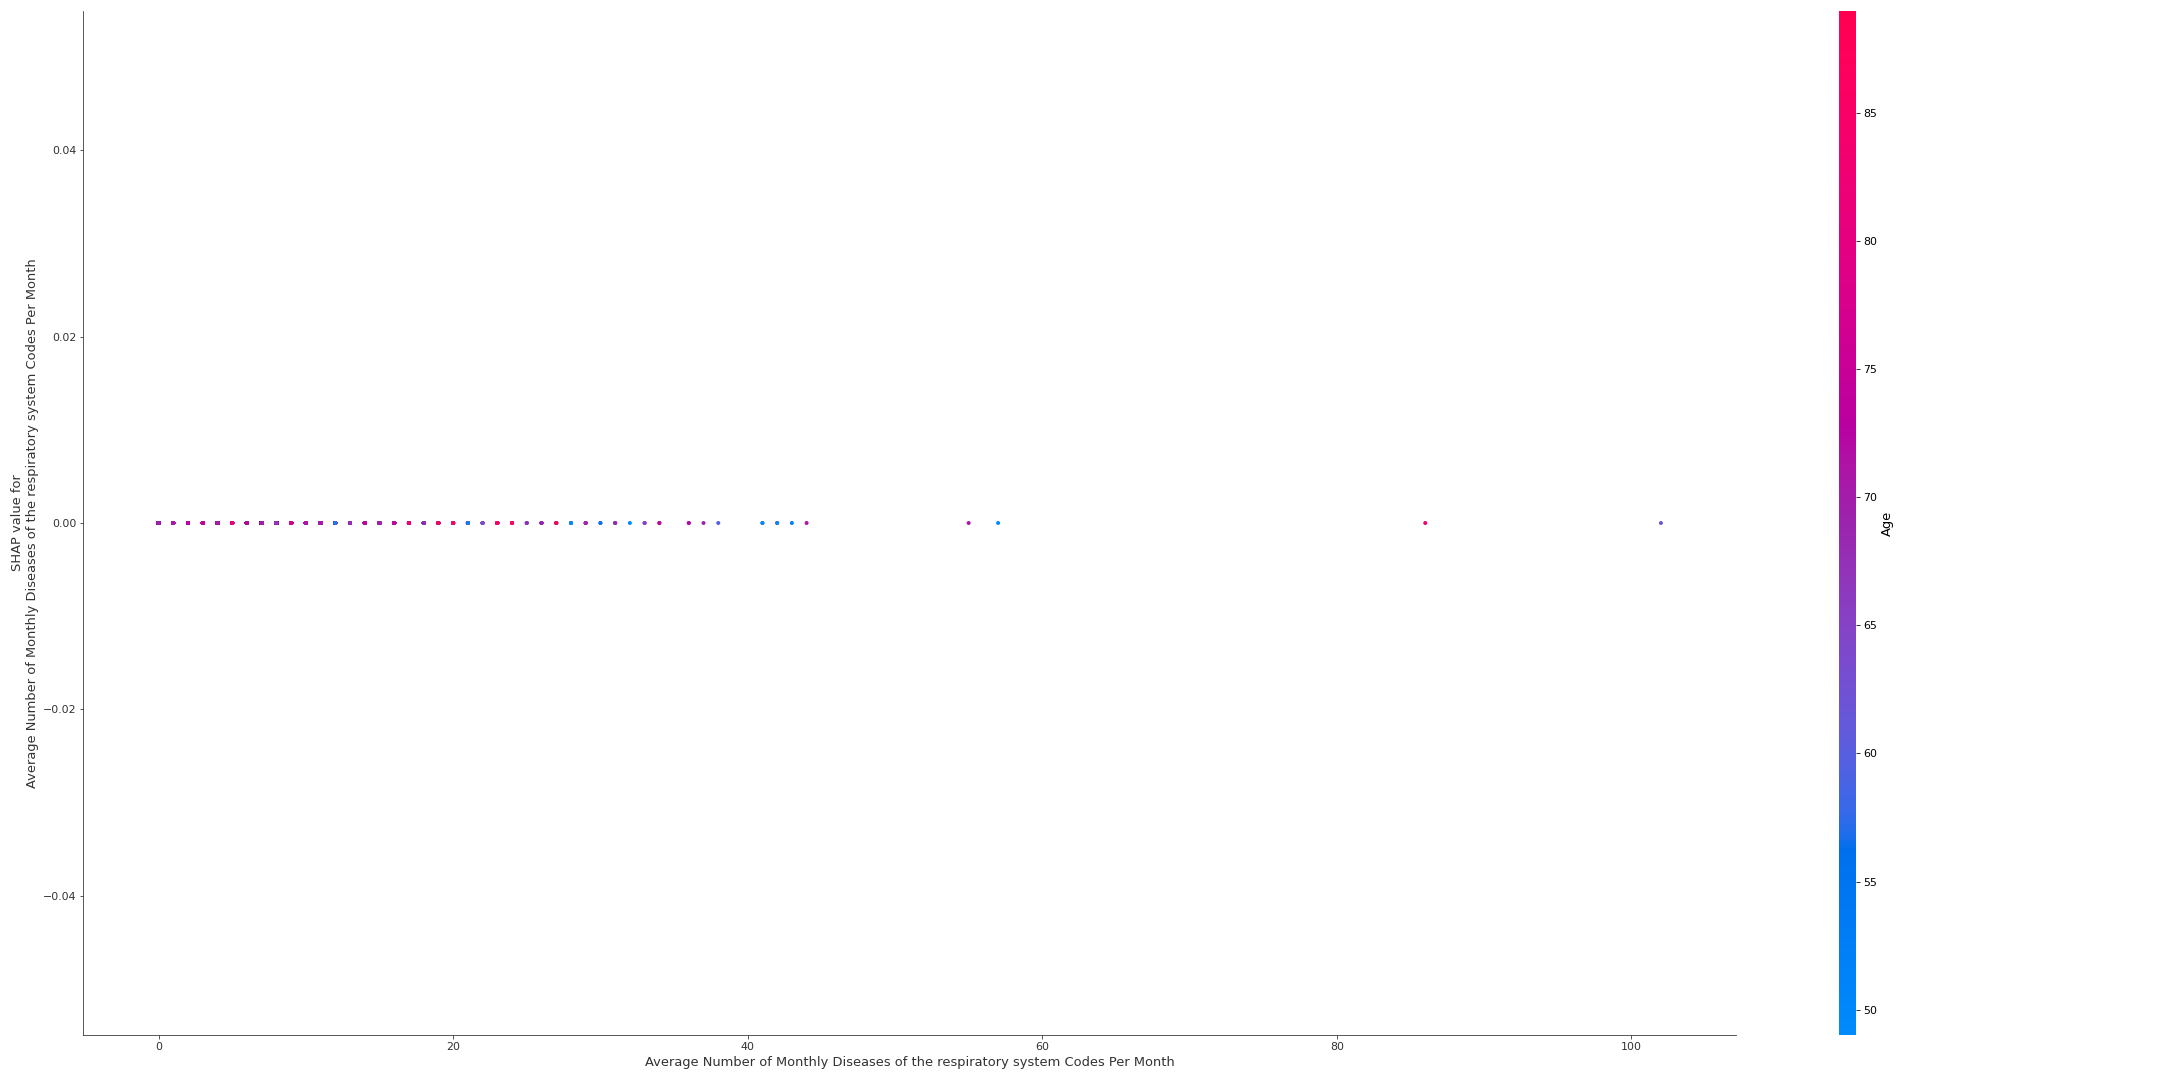 SHAP value for
Average Number of Monthly Diseases of the respiratory system Codes Per Month
0.04
0.02
0.00
−0.02
−0.04
0 20 40 60 80 100
Average Number of Monthly Diseases of the respiratory system Codes Per Month
85
80
75
70
65
60
55
50
Age